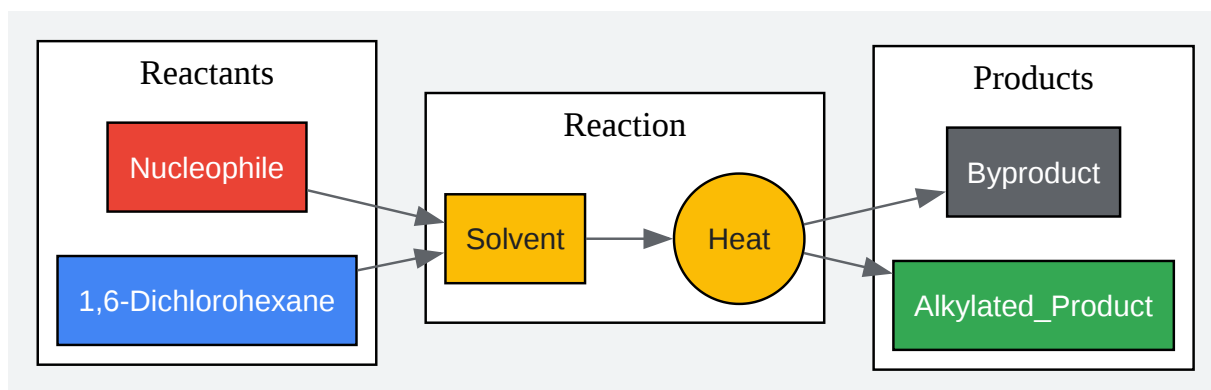 Reactants
Nucleophile
1,6-Dichlorohexane
Reaction
Solvent
Heat
Products
Byproduct
Alkylated_Product